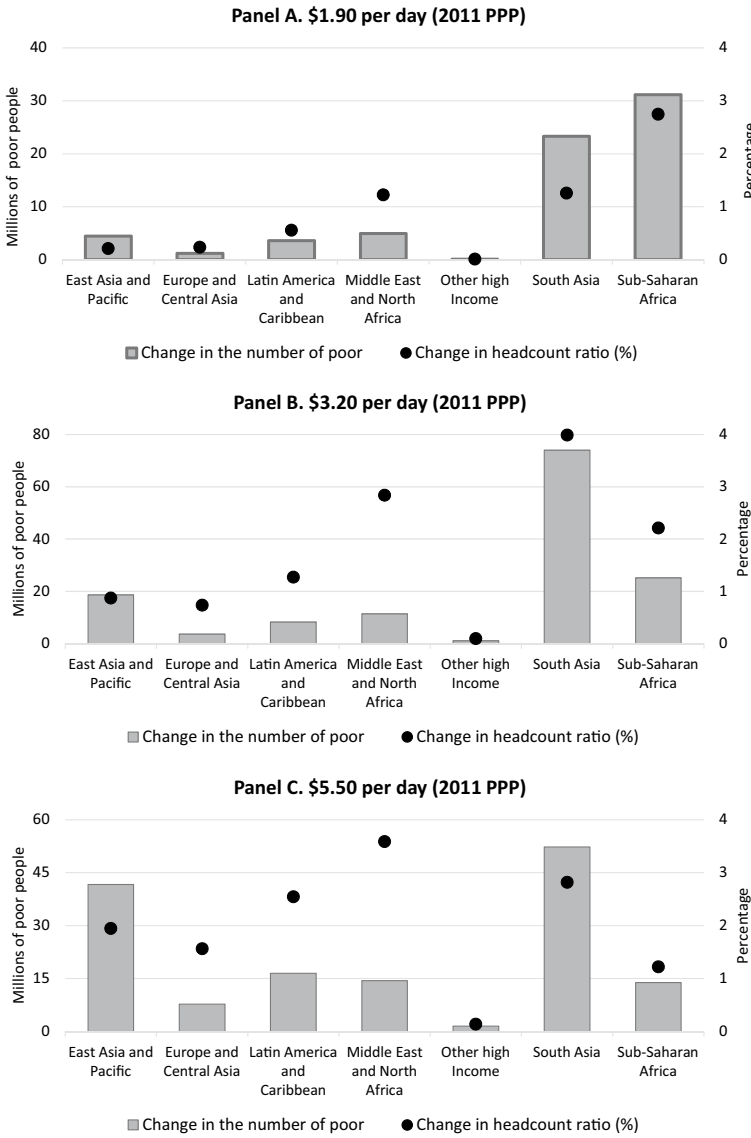 Panel A. $1.90 per day (2011 PPP)
Millions of poor people
40
30
20
10
0
4
3
2
1
0
Percentage
East Asia and
Pacific
Europe and
Central Asia
Latin America
and
Caribbean
Middle East
and North
Africa
Other high
Income
South Asia
Sub-Saharan
Africa
Change in the number of poor
Change in headcount ratio (%)
Panel B. $3.20 per day (2011 PPP)
Millions of poor people
80
60
40
20
0
4
3
2
1
0
Percentage
East Asia and
Pacific
Europe and
Central Asia
Latin America
and
Caribbean
Middle East
and North
Africa
Other high
Income
South Asia
Sub-Saharan
Africa
Change in the number of poor
Change in headcount ratio (%)
Panel C. $5.50 per day (2011 PPP)
Millions of poor people
60
45
30
15
0
4
3
2
1
0
Percentage
East Asia and
Pacific
Europe and
Central Asia
Latin America
and
Caribbean
Middle East
and North
Africa
Other high
Income
South Asia
Sub-Saharan
Africa
Change in the number of poor
Change in headcount ratio (%)